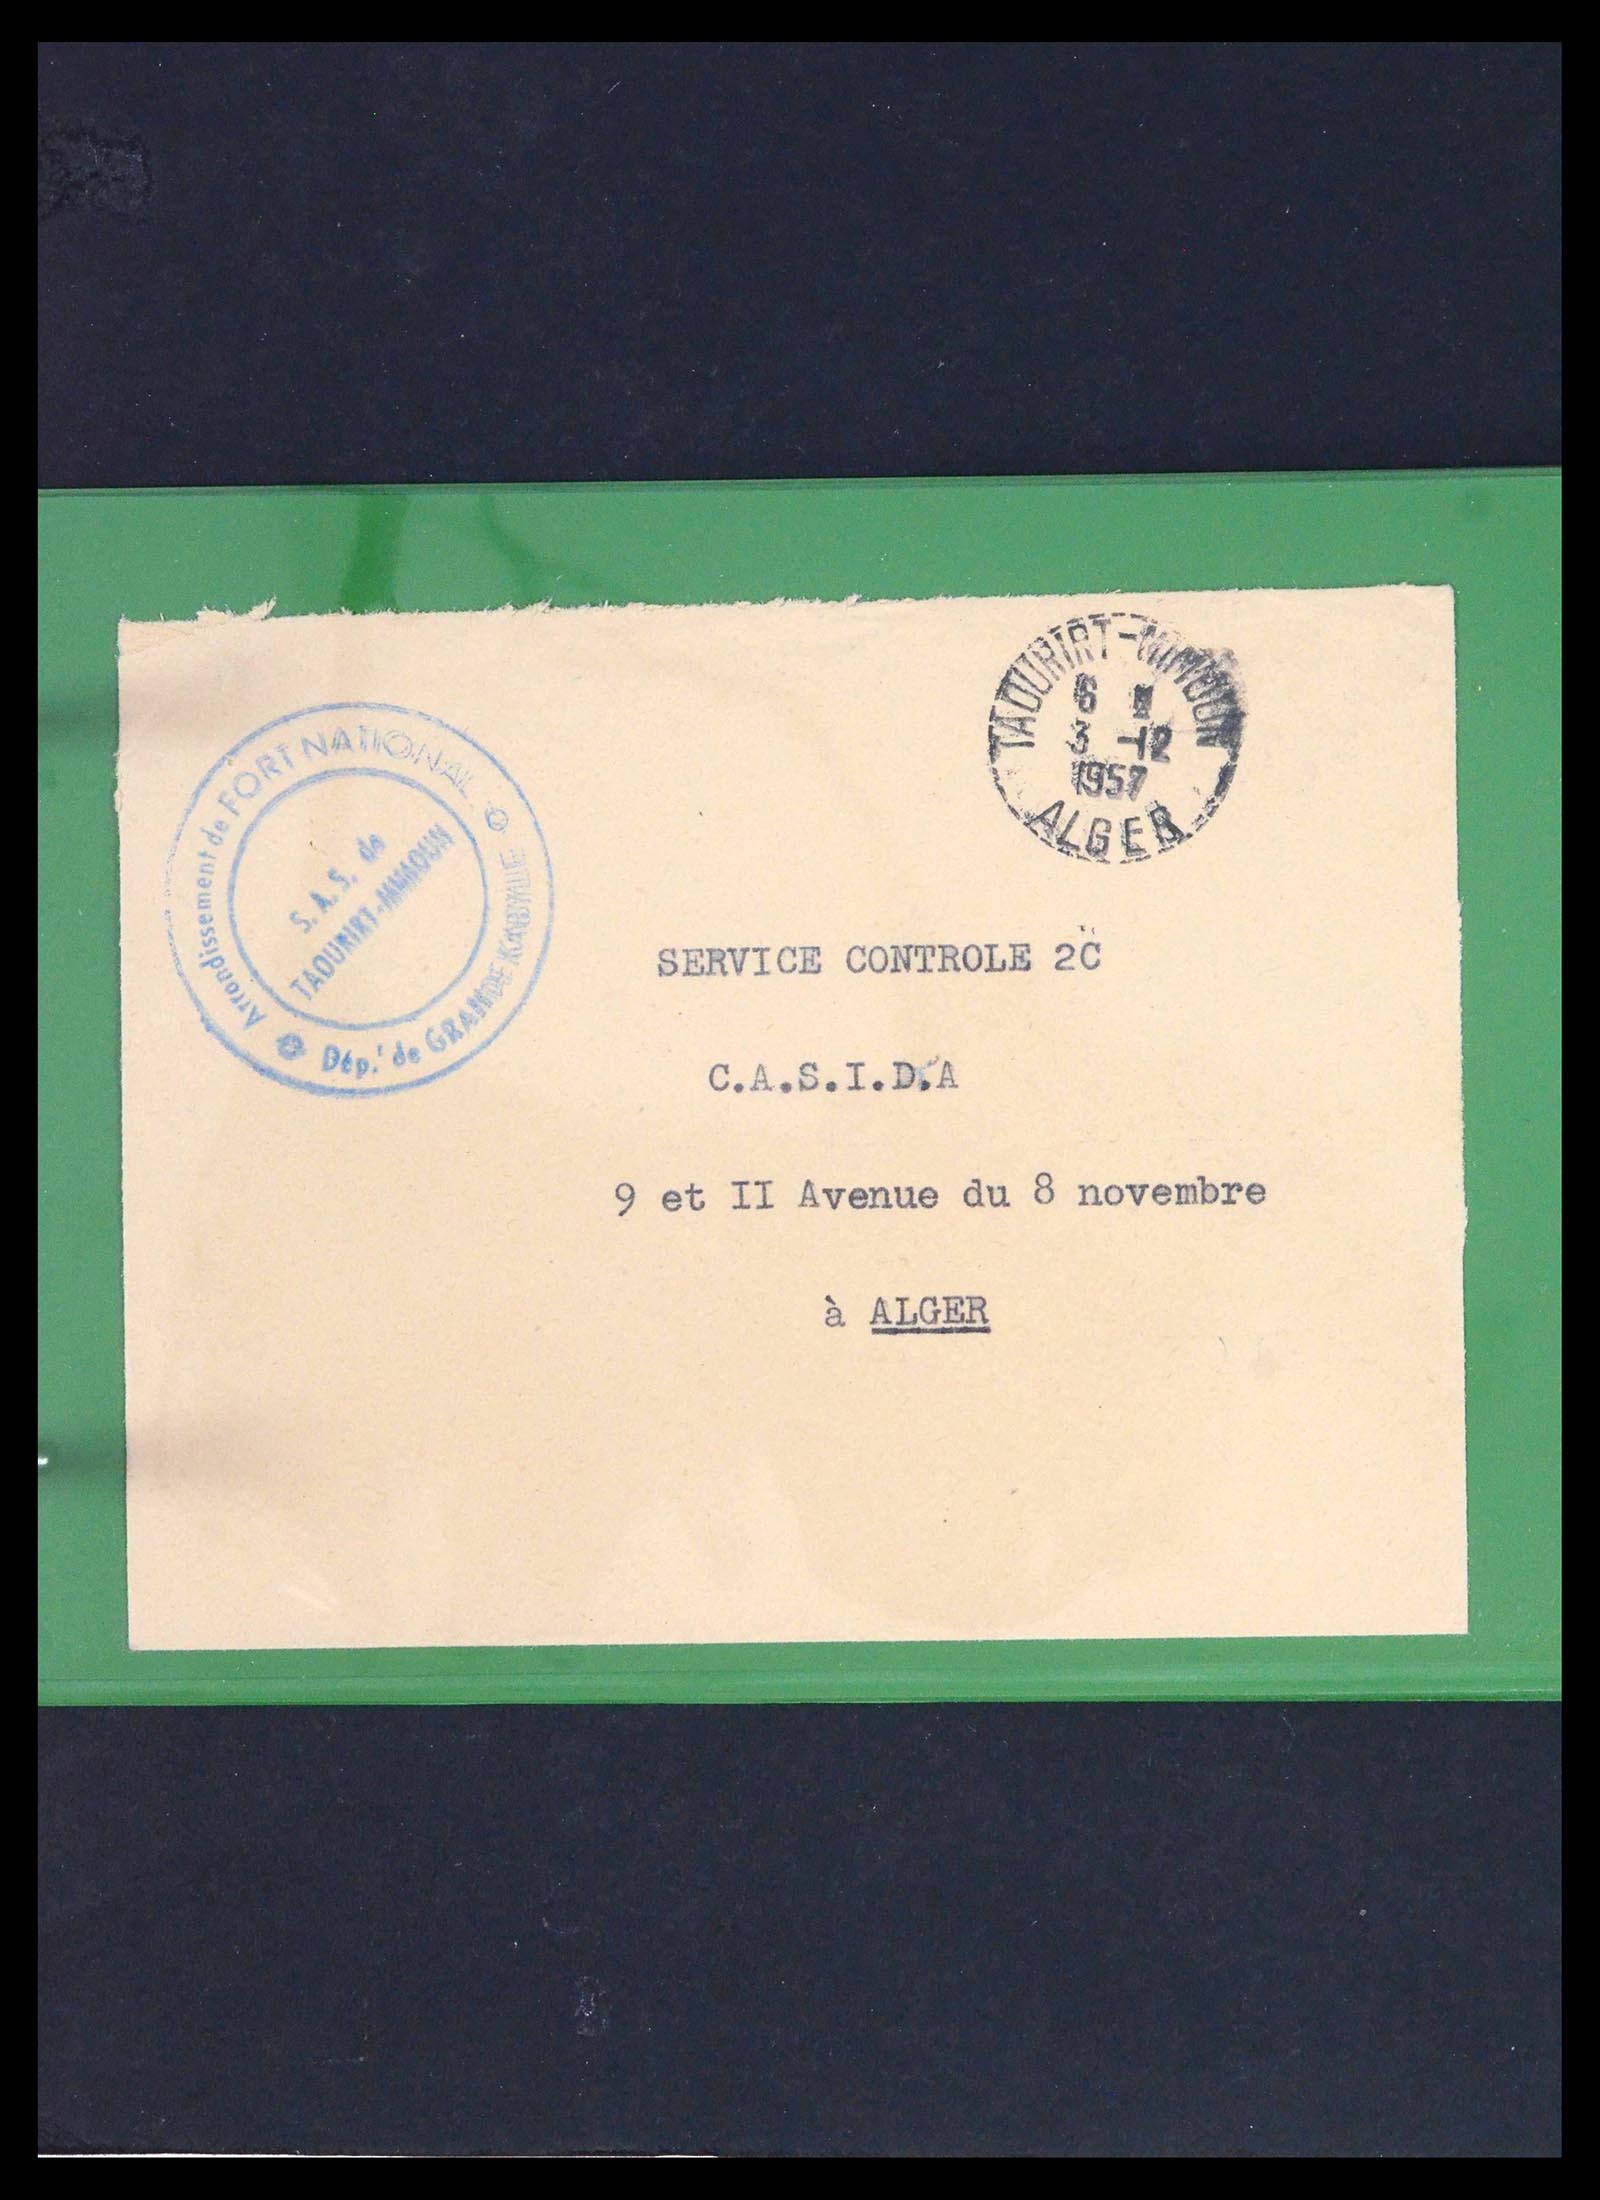 Arrondissement de FORT NATIONAL
S. A. S. de
TAOURIRT-MIMOUN
Dép.t de GRANDE KABYLIE
TAOURIRT-MIMOUN
6
3 -12
1957
ALGER
SERVICE CONTROLE 2C
C.A.S.I.D.A
9 et II Avenue du 8 novembre
à ALGER